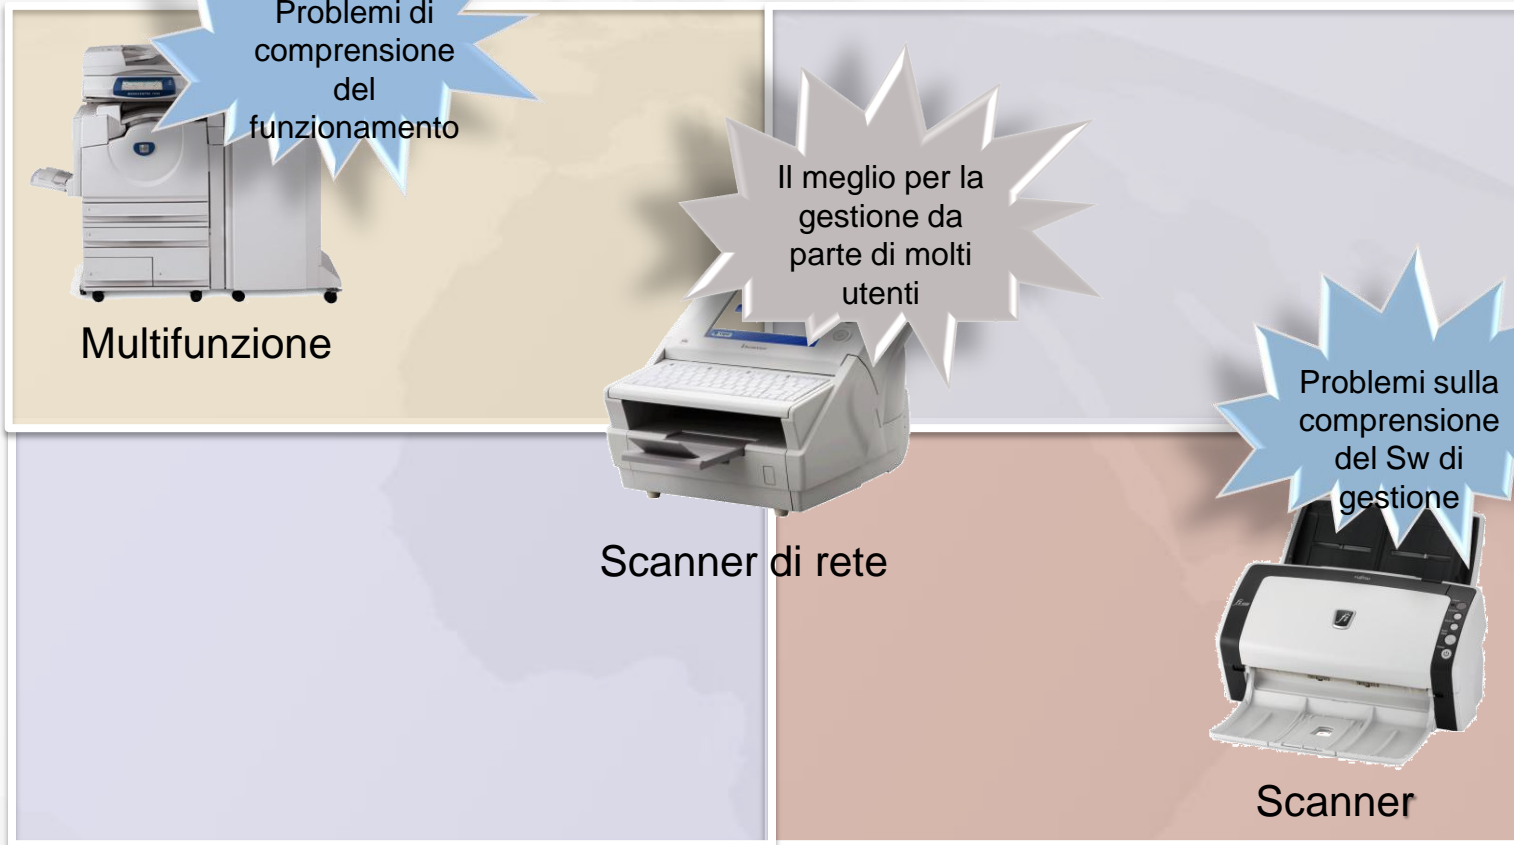 Problemi di
comprensione
del
funzionamento
Multifunzione
Il meglio per la
gestione da
parte di molti
utenti
Scanner di rete
Problemi sulla
comprensione
del Sw di
gestione
fi
Scanner